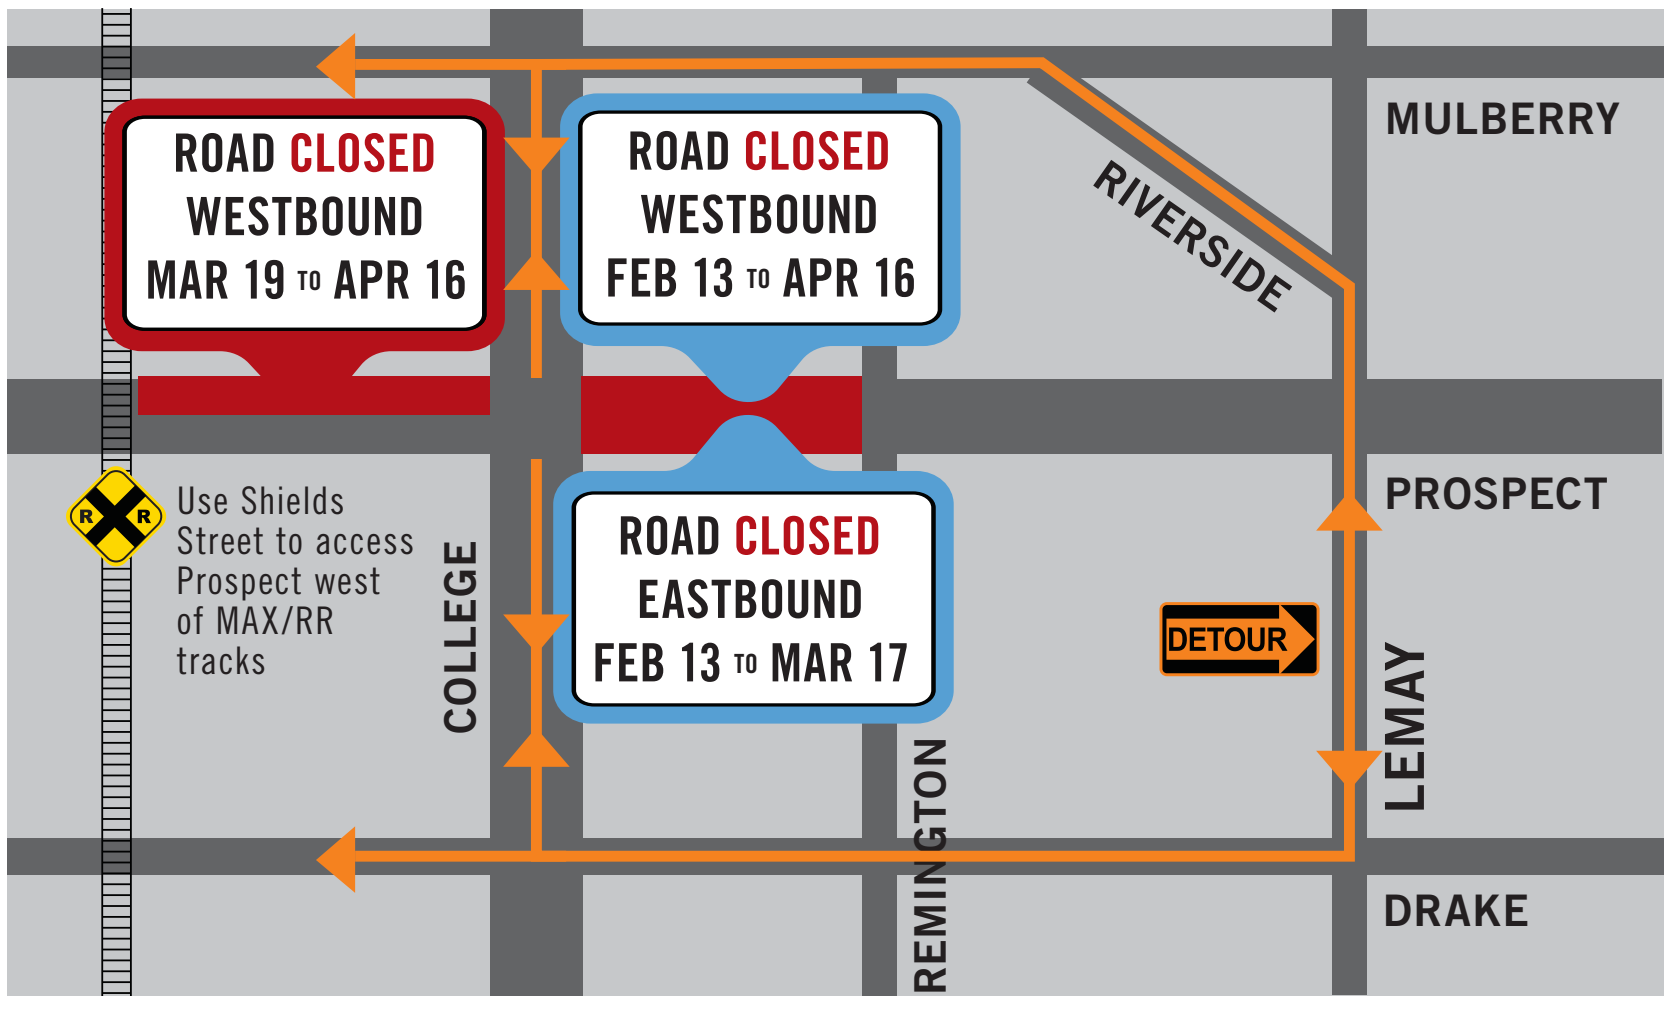 MULBERRY
ROAD CLOSED
WESTBOUND
MAR 19 TO APR 16
ROAD CLOSED
WESTBOUND
FEB 13 TO APR 16
RIVERSIDE
PROSPECT
R R
Use Shields
Street to access
Prospect west
of MAX/RR
tracks
COLLEGE
ROAD CLOSED
EASTBOUND
FEB 13 TO MAR 17
DETOUR
LEMAY
REMINGTON
DRAKE